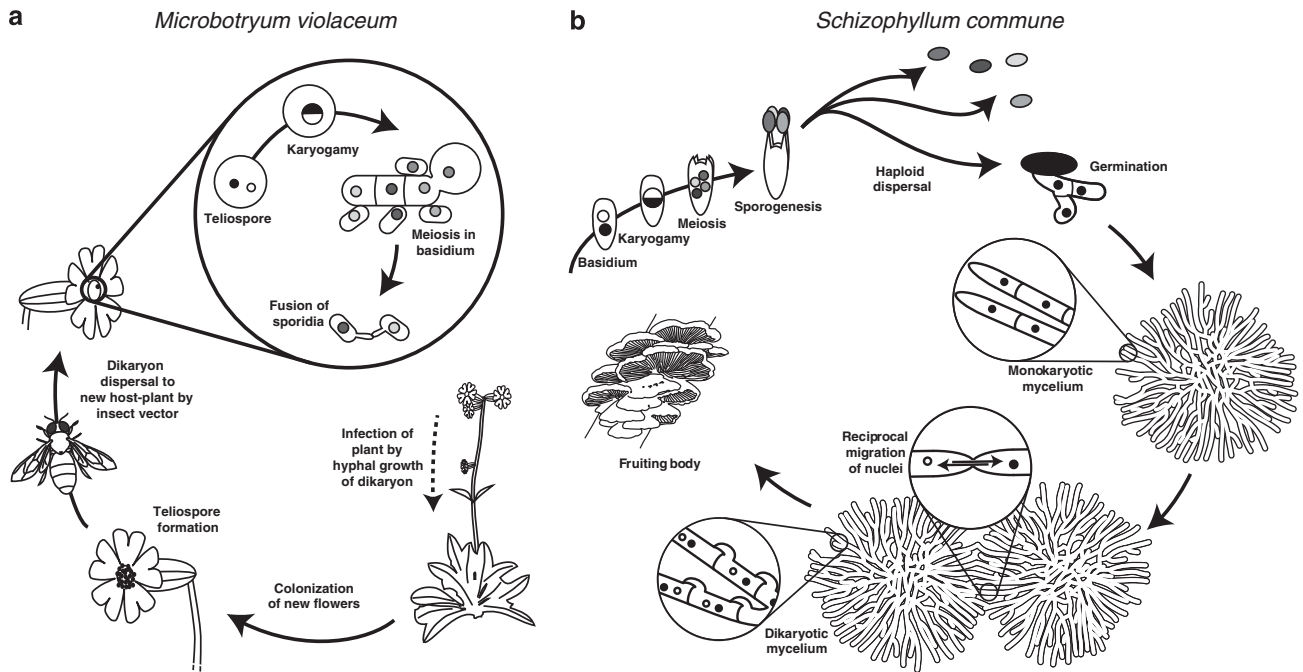 a
Microbotryum violaceum
Karyogamy
Teliospore
Meiosis in
basidium
Fusion of
sporidia
Dikaryon
dispersal to
new host-plant by
insect vector
Infection of
plant by
hyphal growth
of dikaryon
Teliospore
formation
Colonization
of new flowers
b
Schizophyllum commune
Haploid
dispersal
Germination
Sporogenesis
Meiosis
Karyogamy
Basidium
Monokaryotic
mycelium
Reciprocal
migration
of nuclei
Fruiting body
Dikaryotic
mycelium